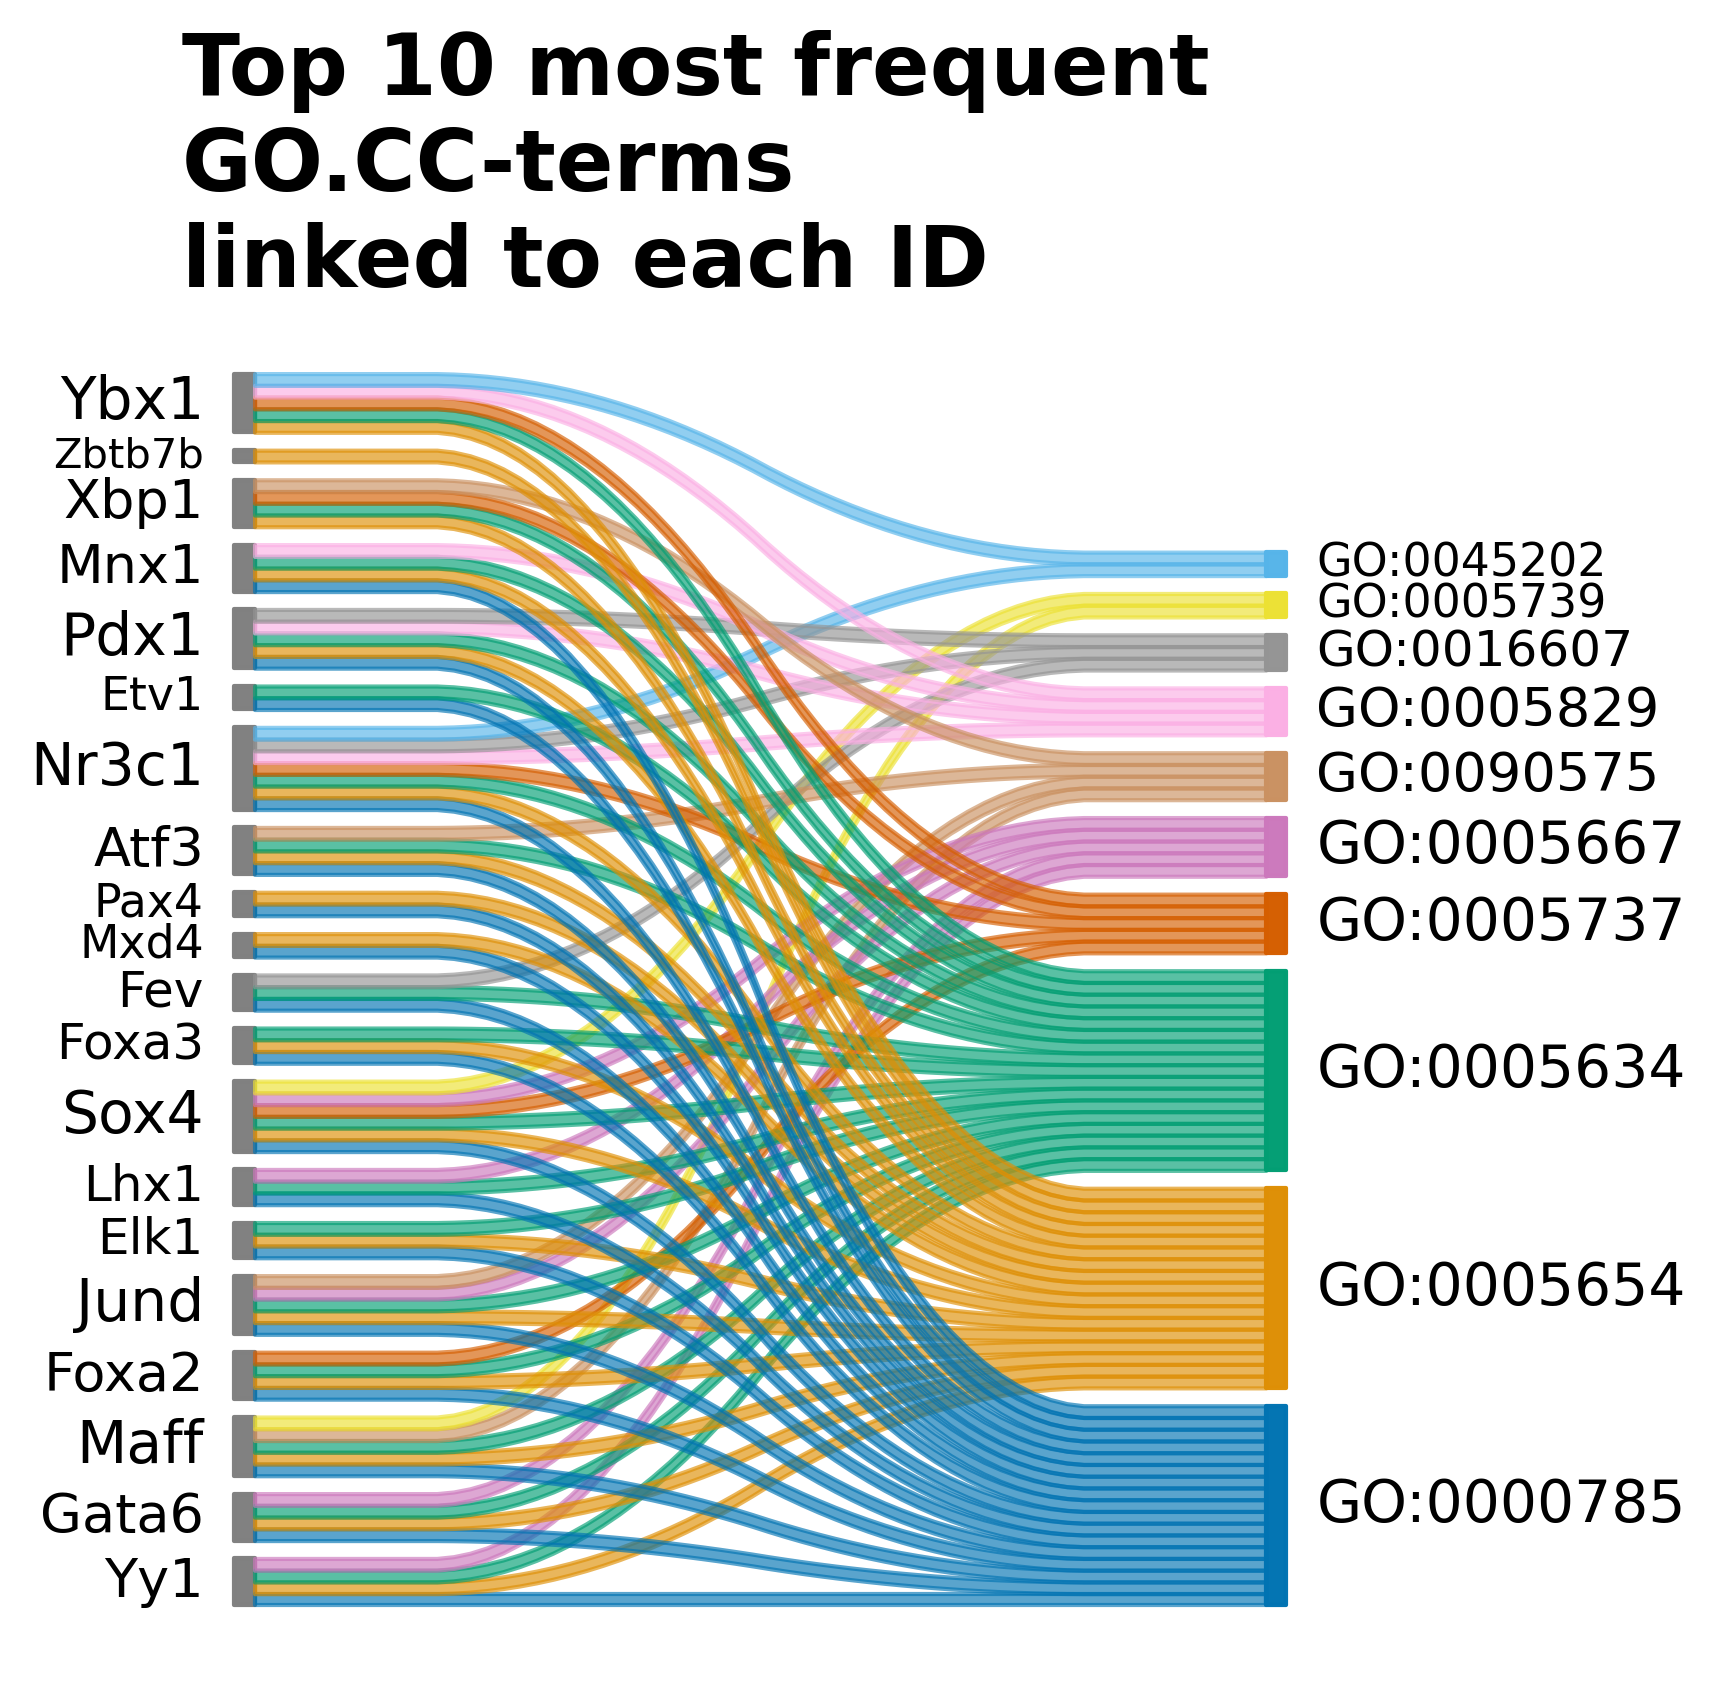 Top 10 most frequent
GO.CC-terms
linked to each ID
Ybx1
Zbtb7b
Xbp1
Mnx1
Pdx1
Etv1
Nr3c1
Atf3
Pax4
Mxd4
Fev
Foxa3
Sox4
Lhx1
Elk1
Jund
Foxa2
Maff
Gata6
Yy1
GO:0045202
GO:0005739
GO:0016607
GO:0005829
GO:0090575
GO:0005667
GO:0005737
GO:0005634
GO:0005654
GO:0000785